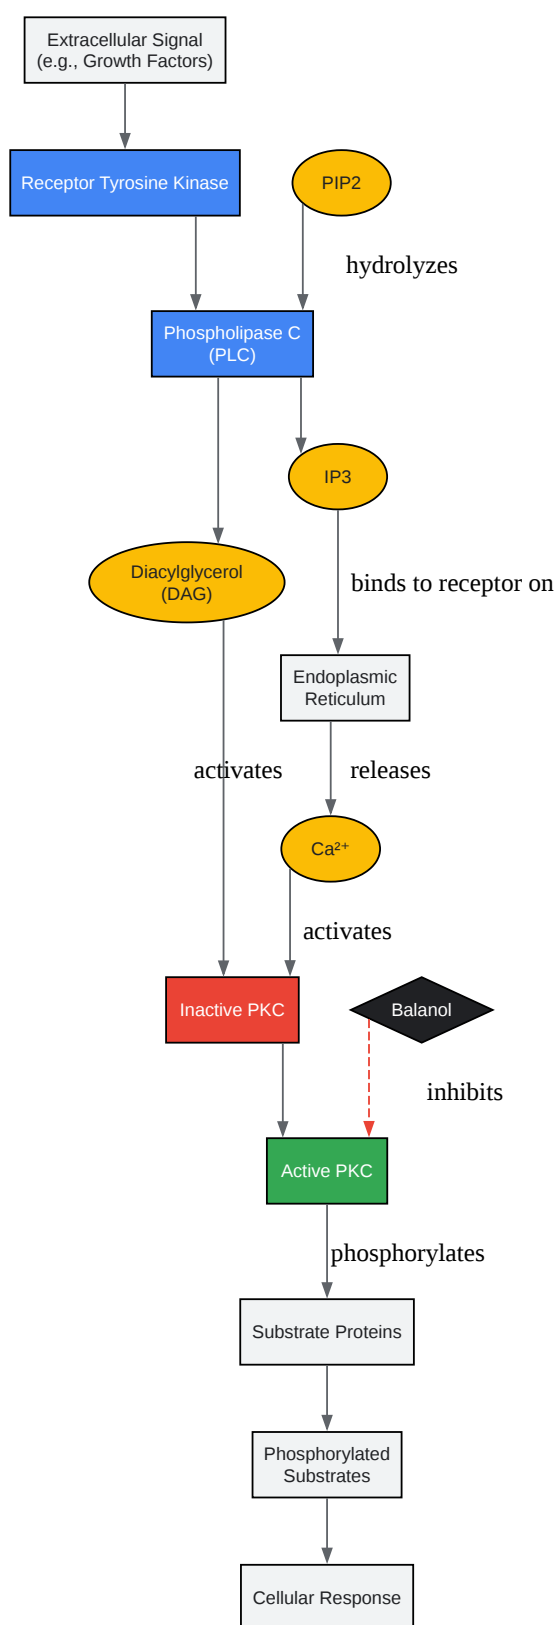 Extracellular Signal
(e.g., Growth Factors)
Receptor Tyrosine Kinase
PIP2
hydrolyzes
Phospholipase C
(PLC)
IP3
Diacylglycerol
(DAG)
binds to receptor on
Endoplasmic
Reticulum
activates
releases
Ca²⁺
activates
Inactive PKC
Balanol
inhibits
Active PKC
phosphorylates
Substrate Proteins
Phosphorylated
Substrates
Cellular Response